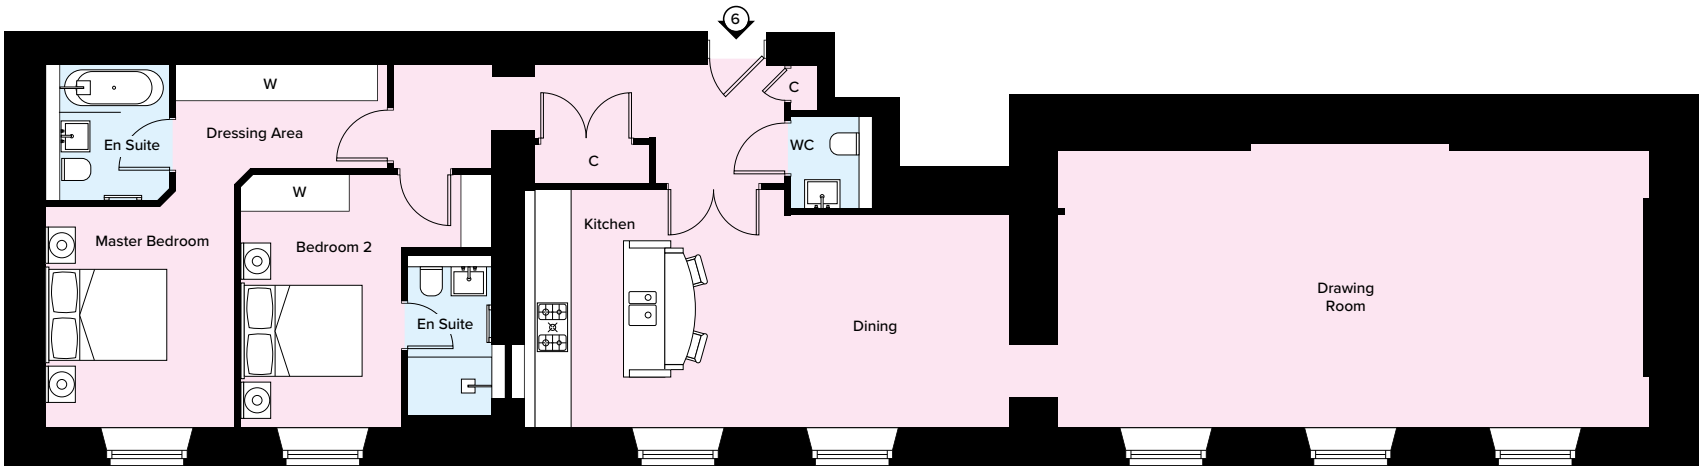 6
W
C
Dressing Area
En Suite
WC
C
W
Kitchen
Master Bedroom
Bedroom 2
Drawing
Room
En Suite
Dining